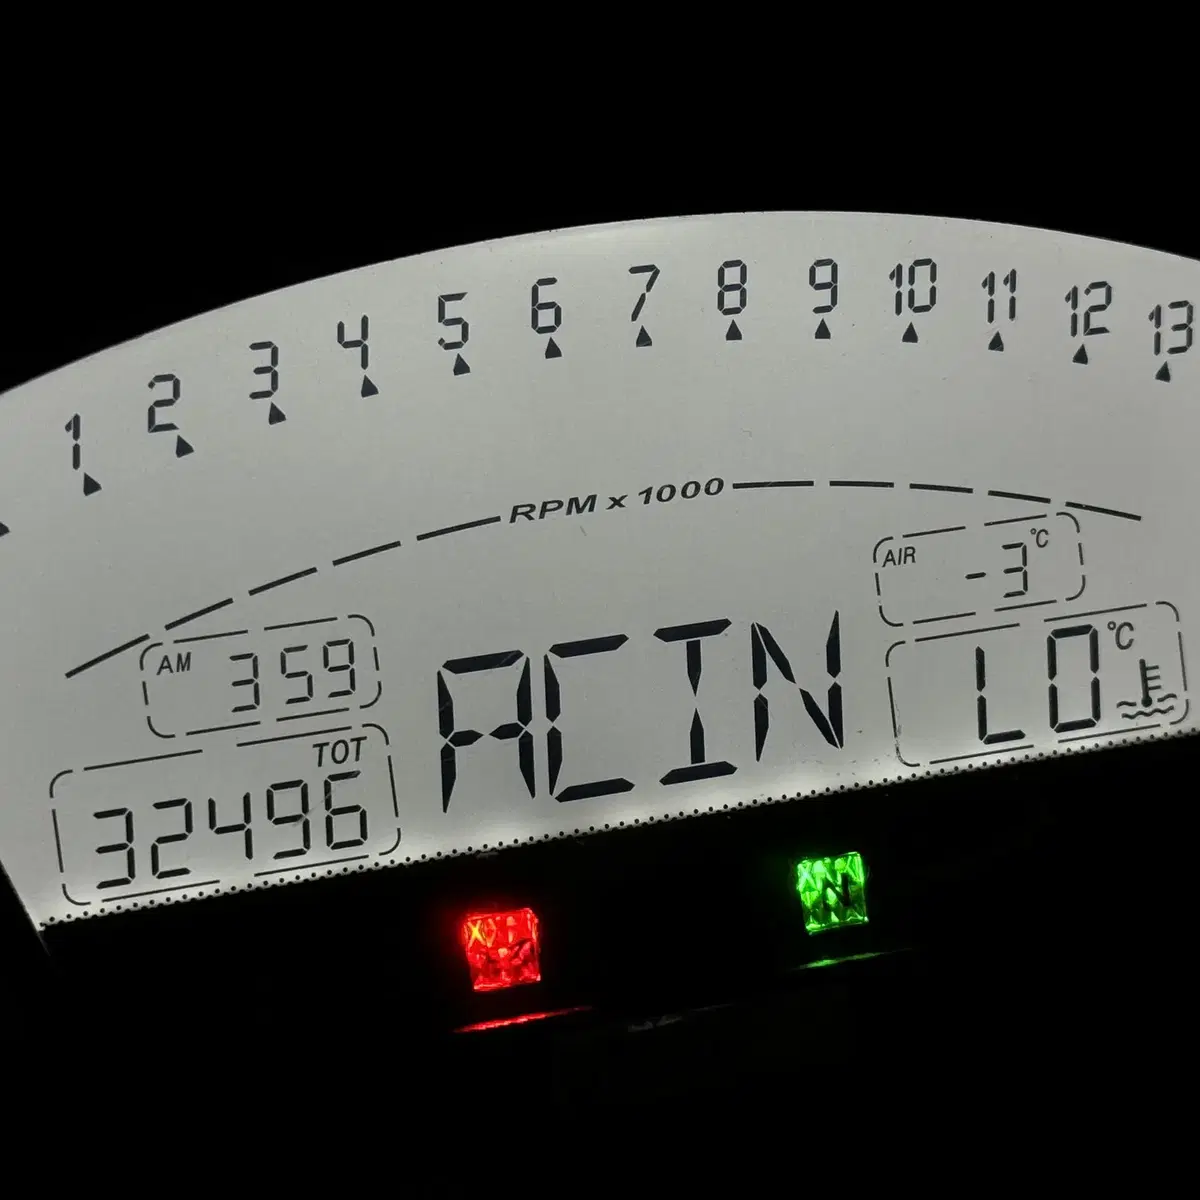 1 2 3 4 5 6 7 8 9 10 11 12 13
RPM x 1000
AIR -3 °C
AM 359
ACIN
LO °C
TOT
32496
N